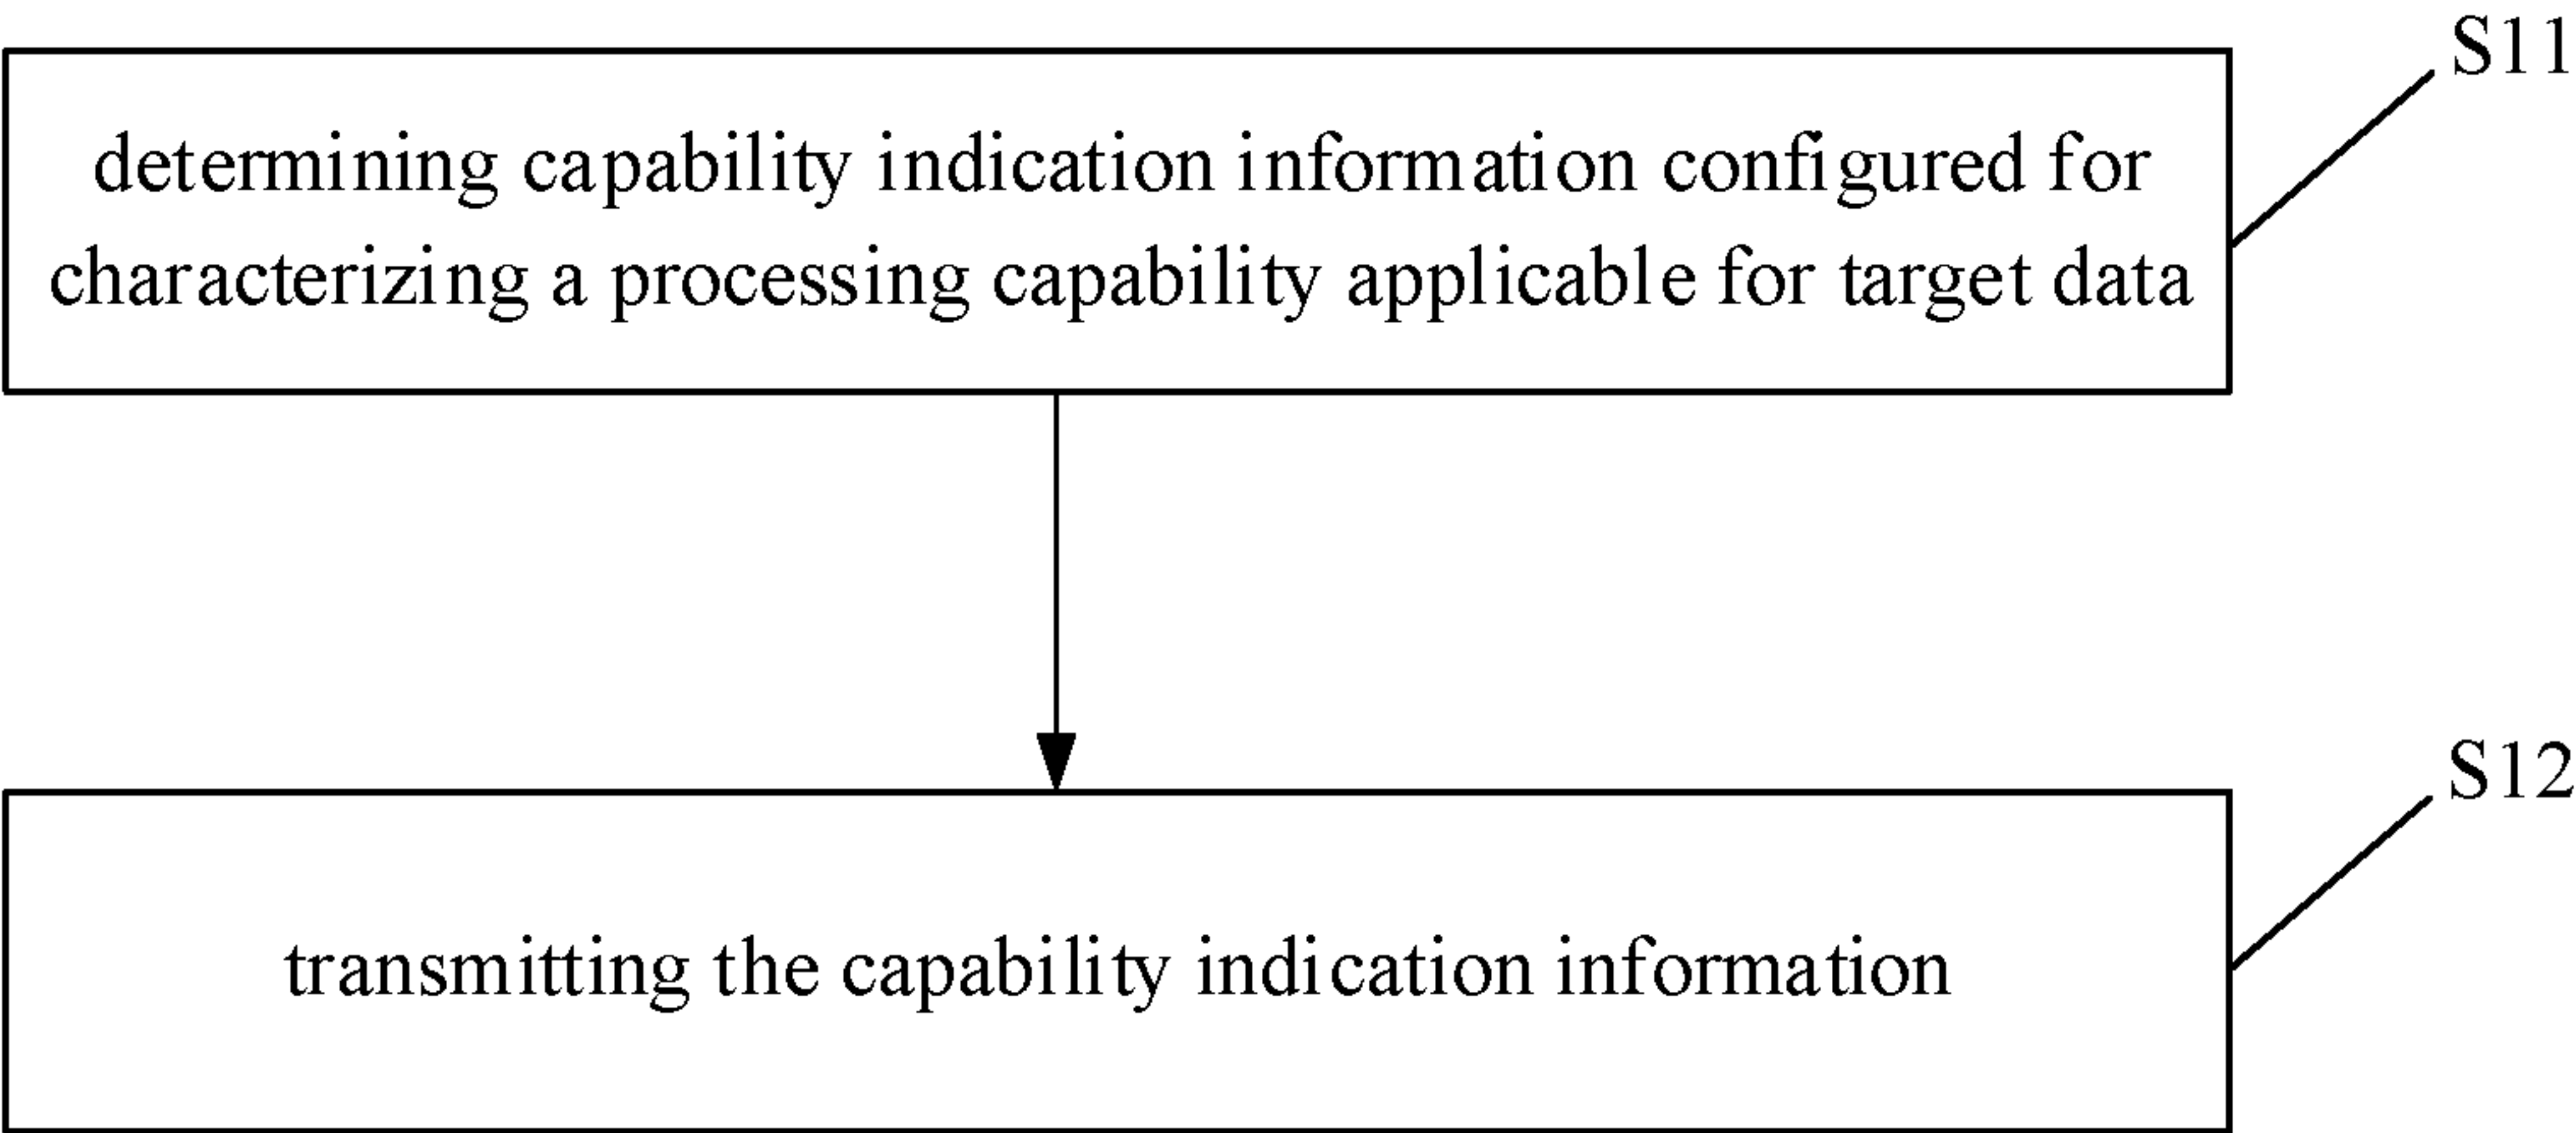 S11
determining capability indication information configured for
characterizing a processing capability applicable for target data
S12
transmitting the capability indication information